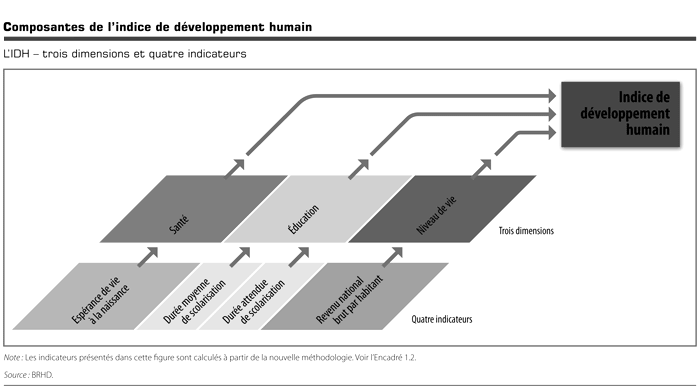 Composantes de l'indice de développement humain
L'IDH – trois dimensions et quatre indicateurs
Indice de
développement
humain
Santé
Éducation
Niveau de vie
Trois dimensions
Espérance de vie
à la naissance
Durée moyenne
de scolarisation
Durée attendue
de scolarisation
Revenu national
brut par habitant
Quatre indicateurs
Note : Les indicateurs présentés dans cette figure sont calculés à partir de la nouvelle méthodologie. Voir l'Encadré 1.2.
Source : BRHD.